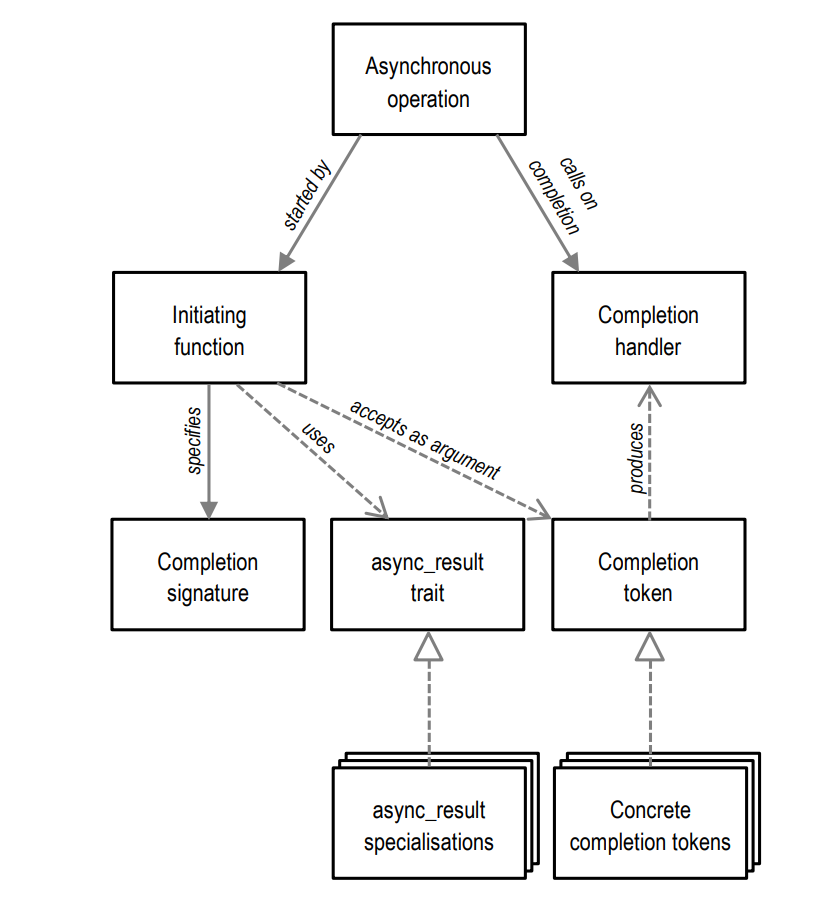 Asynchronous
operation
started by
calls on
completion
Initiating
function
Completion
handler
specifies
uses
accepts as argument
produces
Completion
signature
async_result
trait
Completion
token
async_result
specialisations
Concrete
completion tokens